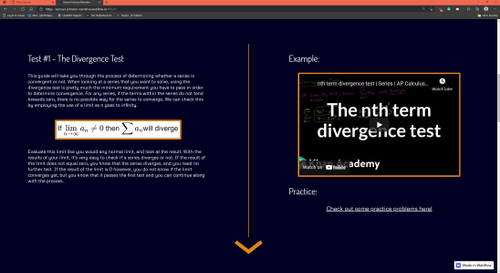 Test #1 - The Divergence Test
This guide will take you through the process of determining whether a series is
convergent or not. When looking at a series that you want to solve, using the
divergence test is pretty much the minimum requirement you have to pass in order
to determine convergence. For any series, if the terms within the series do not tend
towards zero, there is no possible way for the series to converge. We can check this
by employing the use of a limit as n goes to infinity.
If lim n→∞ aₙ ≠ 0 then ∑ aₙ will diverge
Evaluate this limit like you would any normal limit, and look at the result. With the
results of your limit, it's very easy to check if a series diverges or not. If the result of
the limit does not equal zero, you know that the series diverges, and you need no
further test. If the result of the limit is 0 however, you do not know if the limit
converges yet, but you know that it passes the first test and you can continue along
with the process.
Example:
nth term divergence test | Series | AP Calculus...
Watch later
The nth term
divergence test
Khan Academy
Watch on YouTube
Practice:
Check out some practice problems here!
Made in Webflow